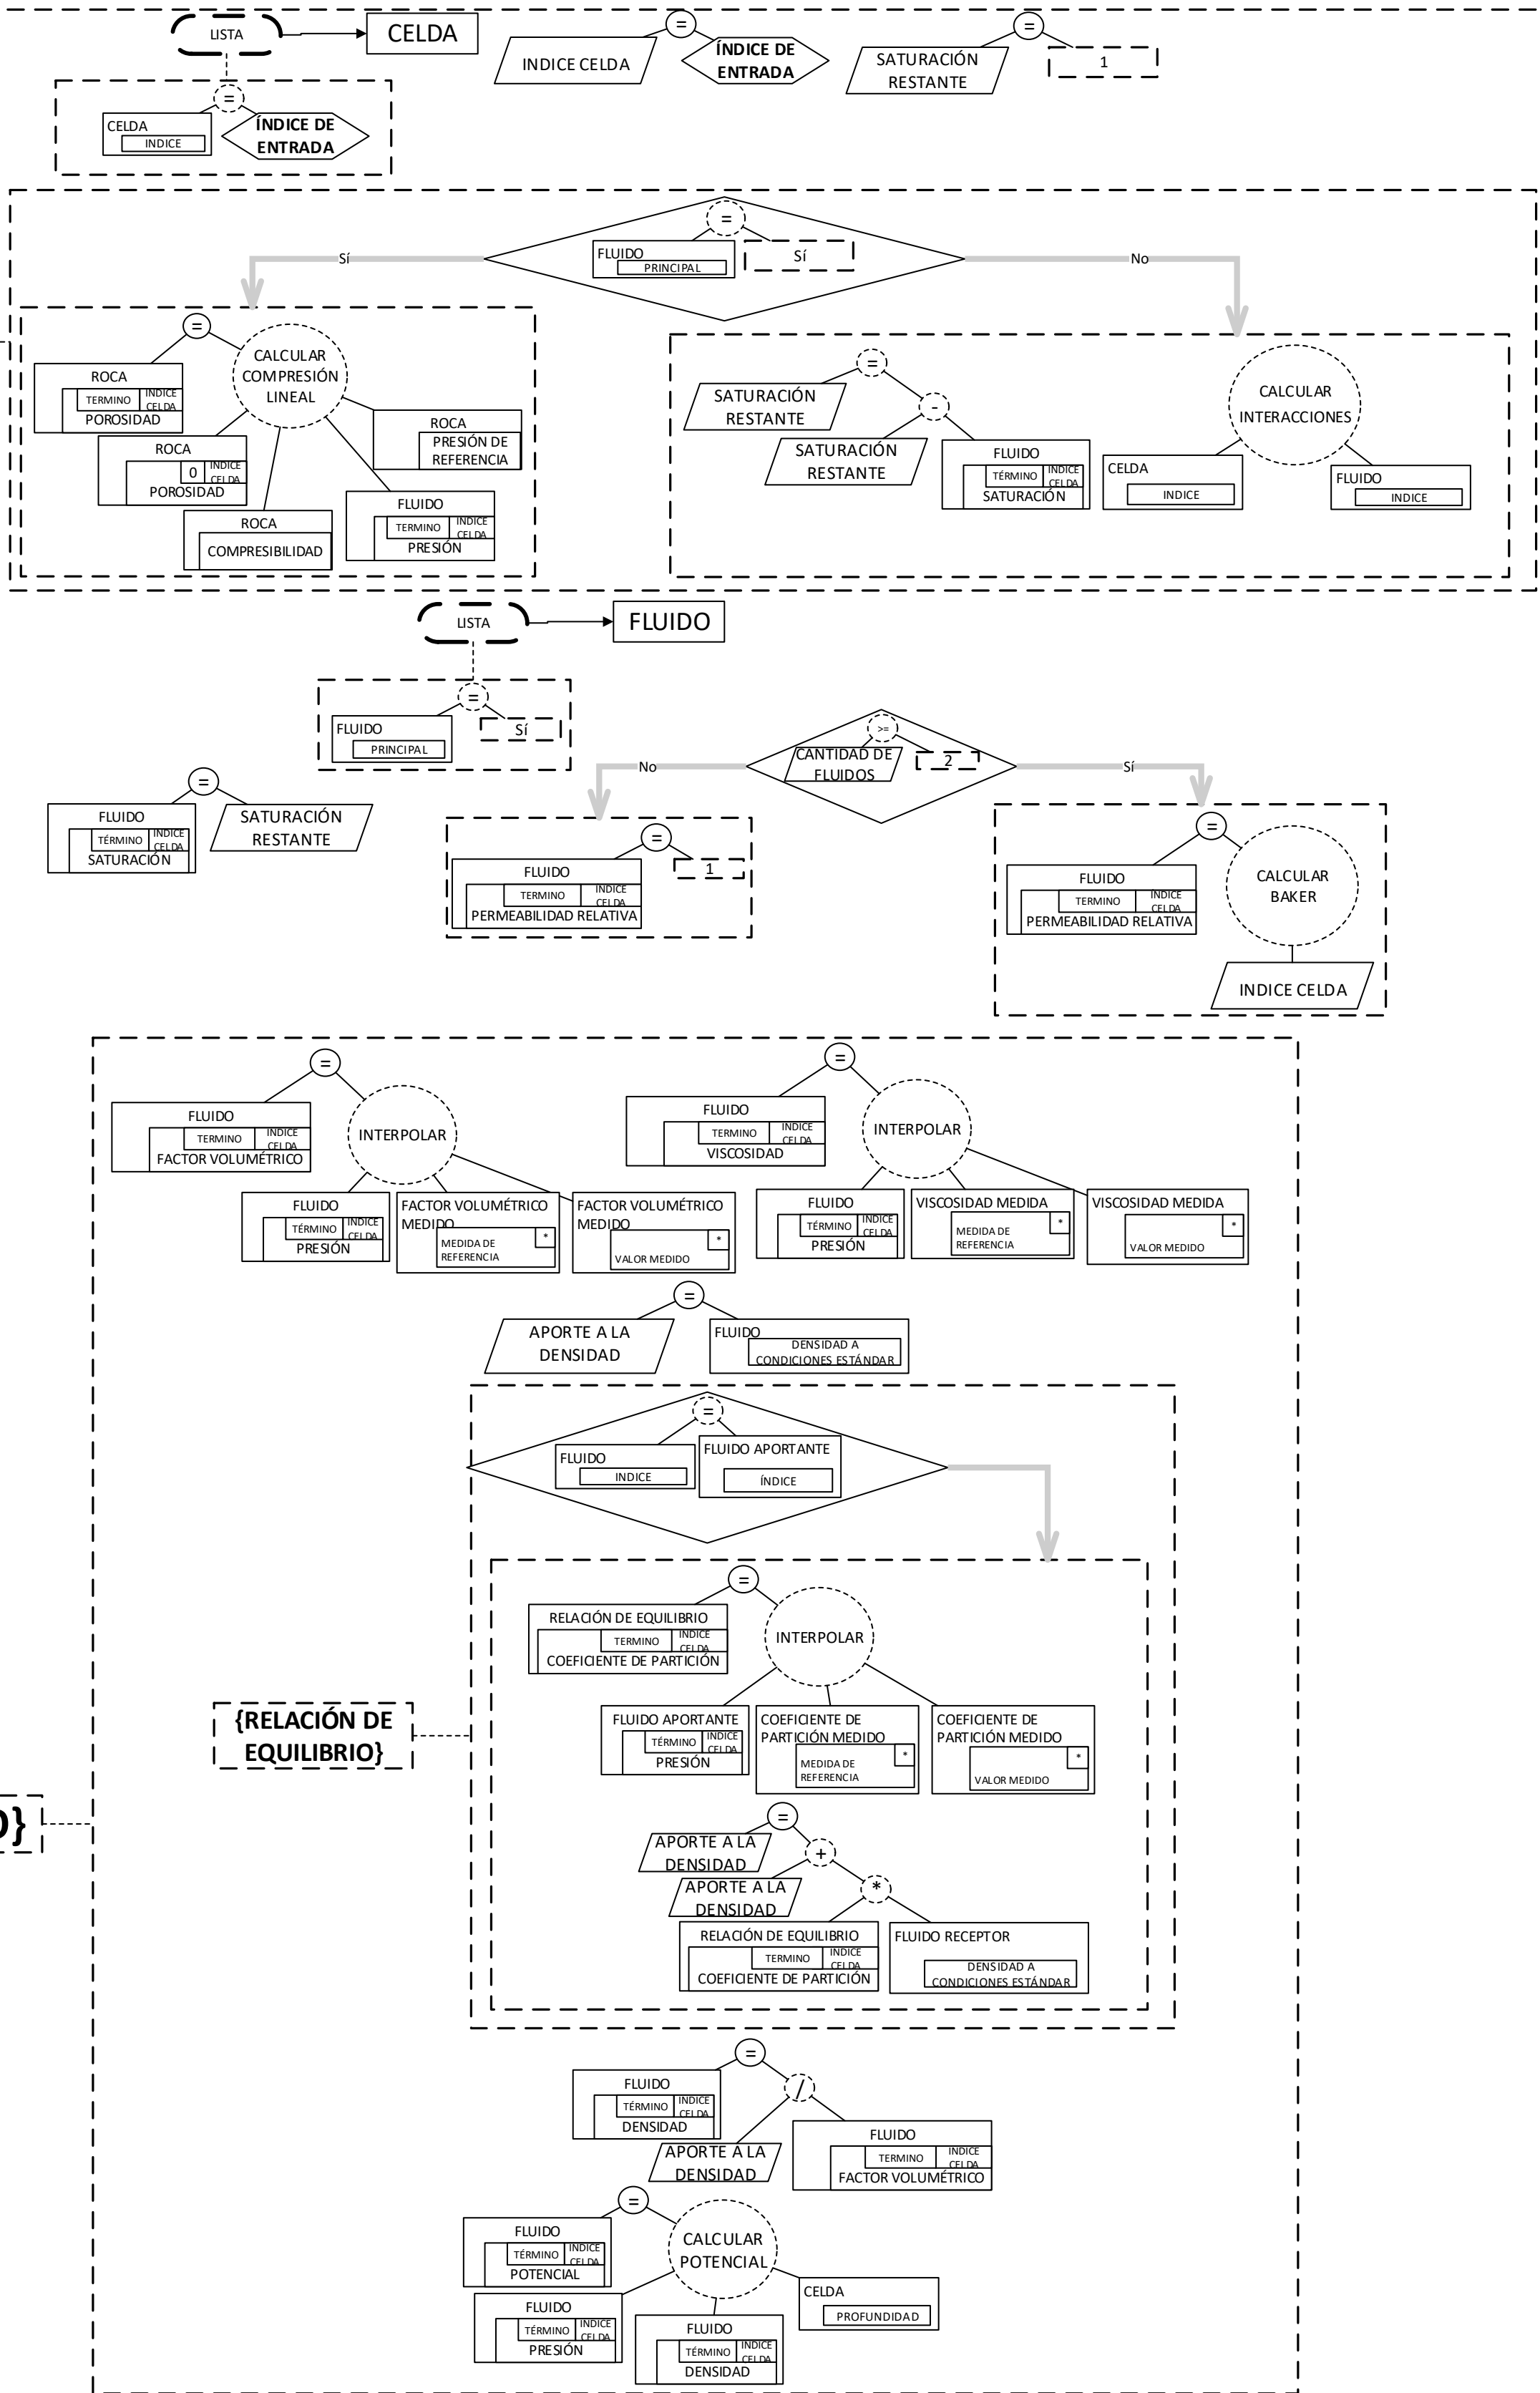 LISTA
CELDA
=
INDICE CELDA
ÍNDICE DE
ENTRADA
=
SATURACIÓN
RESTANTE
1
=
CELDA
INDICE
ÍNDICE DE
ENTRADA
=
FLUIDO
PRINCIPAL
Sí
Sí
No
=
CALCULAR
COMPRESIÓN
LINEAL
ROCA
TERMINO
INDICE
CELDA
POROSIDAD
ROCA
0
INDICE
CELDA
POROSIDAD
ROCA
COMPRESIBILIDAD
FLUIDO
TERMINO
INDICE
CELDA
PRESIÓN
ROCA
PRESIÓN DE
REFERENCIA
=
SATURACIÓN
RESTANTE
-
SATURACIÓN
RESTANTE
FLUIDO
TÉRMINO
INDICE
CELDA
SATURACIÓN
CALCULAR
INTERACCIONES
CELDA
INDICE
FLUIDO
INDICE
LISTA
FLUIDO
=
FLUIDO
PRINCIPAL
Sí
=
FLUIDO
TÉRMINO
INDICE
CELDA
SATURACIÓN
SATURACIÓN
RESTANTE
>=
CANTIDAD DE
FLUIDOS
2
No
Sí
=
FLUIDO
TERMINO
INDICE
CELDA
PERMEABILIDAD RELATIVA
1
=
FLUIDO
TERMINO
INDICE
CELDA
PERMEABILIDAD RELATIVA
CALCULAR
BAKER
INDICE CELDA
=
FLUIDO
TERMINO
INDICE
CELDA
FACTOR VOLUMÉTRICO
INTERPOLAR
FLUIDO
TÉRMINO
INDICE
CELDA
PRESIÓN
FACTOR VOLUMÉTRICO
MEDIDO
*
MEDIDA DE
REFERENCIA
FACTOR VOLUMÉTRICO
MEDIDO
*
VALOR MEDIDO
=
FLUIDO
TERMINO
INDICE
CELDA
VISCOSIDAD
INTERPOLAR
FLUIDO
TÉRMINO
INDICE
CELDA
PRESIÓN
VISCOSIDAD MEDIDA
*
MEDIDA DE
REFERENCIA
VISCOSIDAD MEDIDA
*
VALOR MEDIDO
=
APORTE A LA
DENSIDAD
FLUIDO
DENSIDAD A
CONDICIONES ESTÁNDAR
=
FLUIDO
INDICE
FLUIDO APORTANTE
ÍNDICE
=
RELACIÓN DE EQUILIBRIO
TERMINO
INDICE
CELDA
COEFICIENTE DE PARTICIÓN
INTERPOLAR
FLUIDO APORTANTE
TÉRMINO
INDICE
CELDA
PRESIÓN
COEFICIENTE DE
PARTICIÓN MEDIDO
*
MEDIDA DE
REFERENCIA
COEFICIENTE DE
PARTICIÓN MEDIDO
*
VALOR MEDIDO
{RELACIÓN DE
EQUILIBRIO}
O}
=
APORTE A LA
DENSIDAD
+
APORTE A LA
DENSIDAD
*
RELACIÓN DE EQUILIBRIO
TERMINO
INDICE
CELDA
COEFICIENTE DE PARTICIÓN
FLUIDO RECEPTOR
DENSIDAD A
CONDICIONES ESTÁNDAR
=
FLUIDO
TÉRMINO
INDICE
CELDA
DENSIDAD
/
APORTE A LA
DENSIDAD
FLUIDO
TERMINO
INDICE
CELDA
FACTOR VOLUMÉTRICO
=
FLUIDO
TÉRMINO
INDICE
CELDA
POTENCIAL
CALCULAR
POTENCIAL
FLUIDO
TÉRMINO
INDICE
CELDA
PRESIÓN
FLUIDO
TÉRMINO
INDICE
CELDA
DENSIDAD
CELDA
PROFUNDIDAD